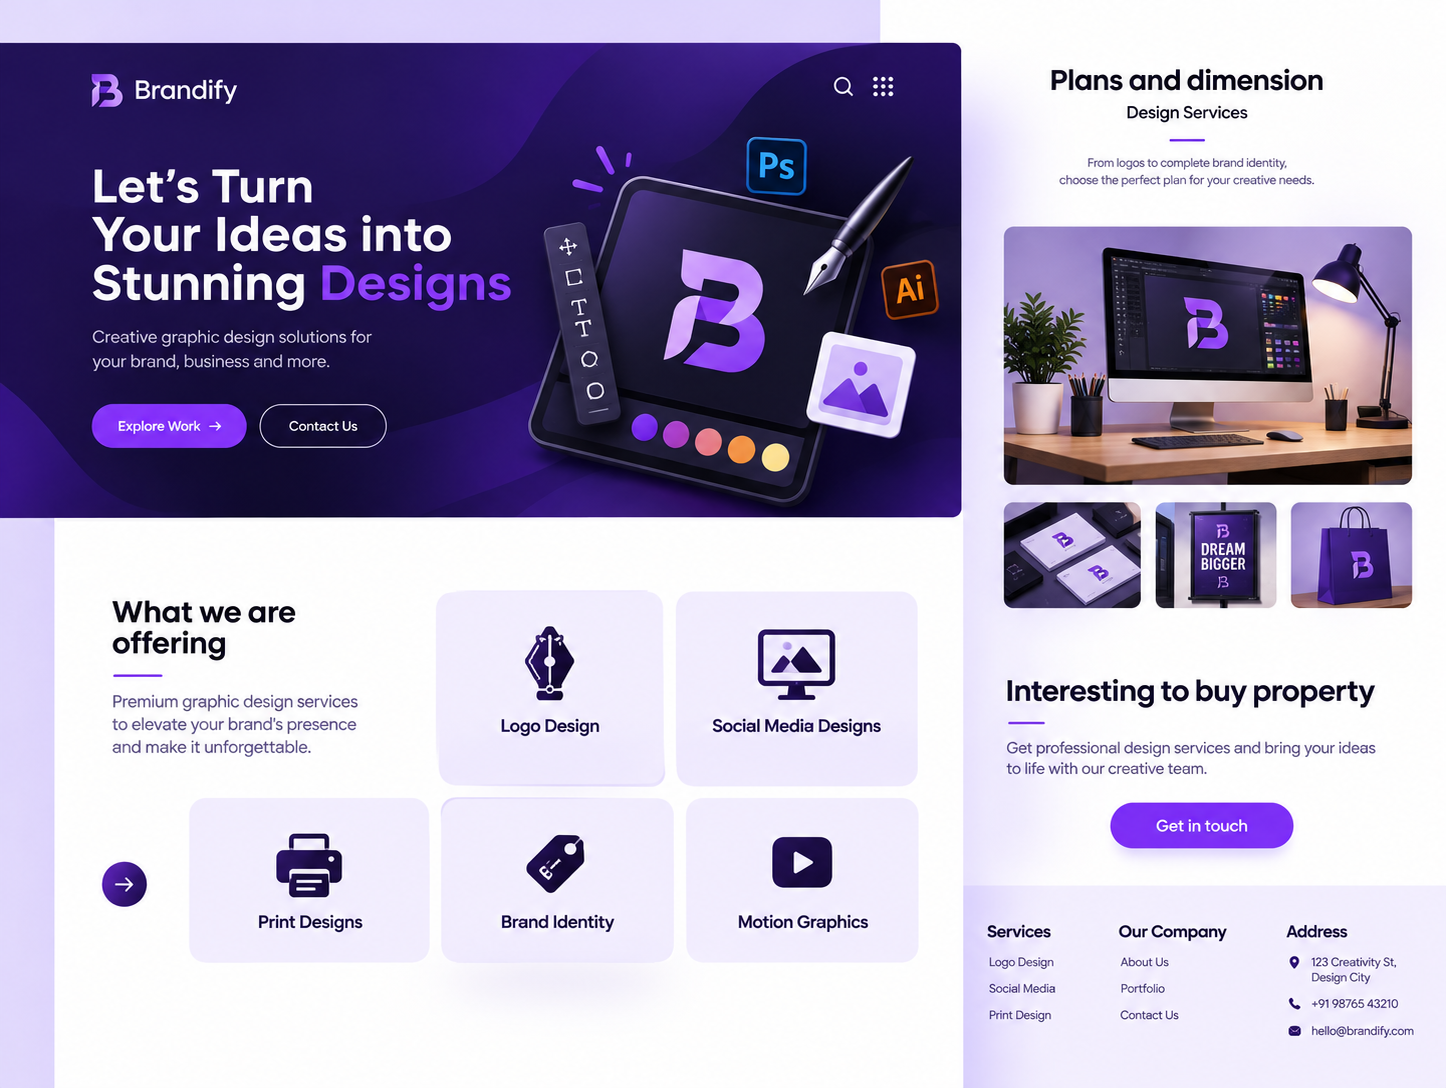 Brandify
Let's Turn
Your Ideas into
Stunning Designs
Creative graphic design solutions for
your brand, business and more.
Explore Work →
Contact Us
Ps
Ai
T
T
What we are
offering
Premium graphic design services
to elevate your brand's presence
and make it unforgettable.
Logo Design
Social Media Designs
Print Designs
Brand Identity
Motion Graphics
Plans and dimension
Design Services
From logos to complete brand identity,
choose the perfect plan for your creative needs.
DREAM
BIGGER
Interesting to buy property
Get professional design services and bring your ideas
to life with our creative team.
Get in touch
Services
Logo Design
Social Media
Print Design
Our Company
About Us
Portfolio
Contact Us
Address
123 Creativity St,
Design City
+91 98765 43210
hello@brandify.com